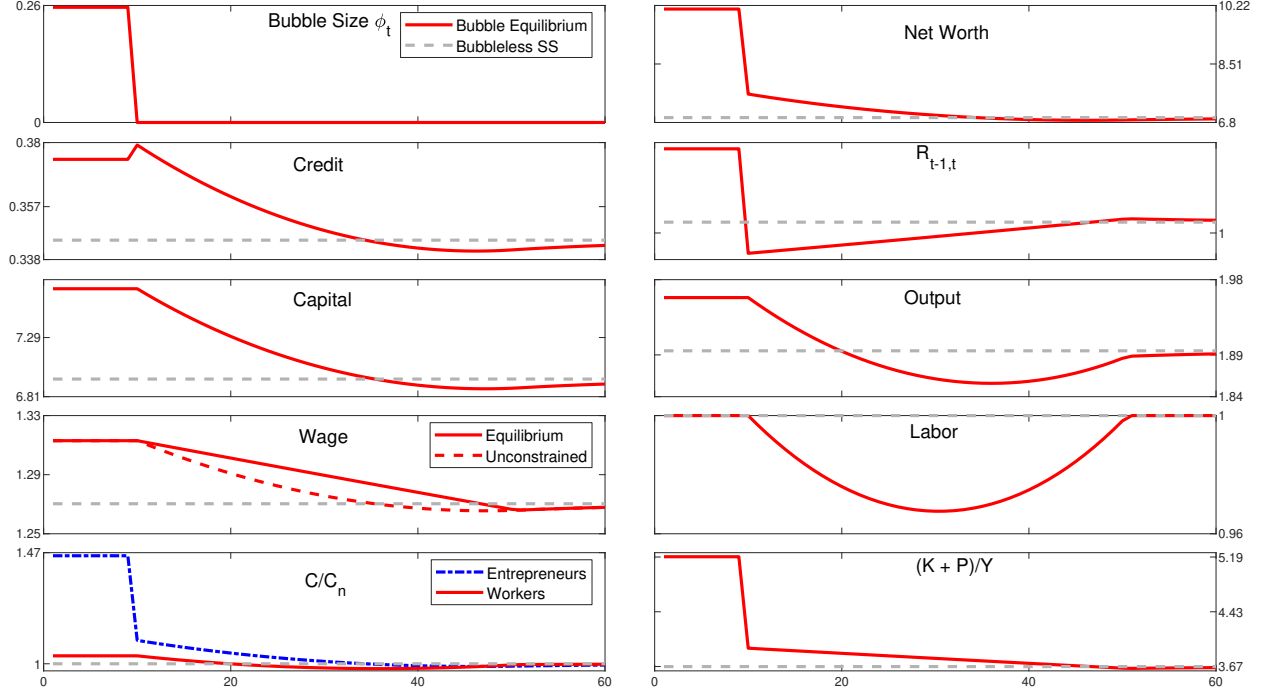 Bubble Size ϕt
0.26
0
Bubble Equilibrium
Bubbleless SS
Net Worth
10.22
8.51
6.8
Credit
0.38
0.357
0.338
Rt-1,t
1
Capital
7.29
6.81
Output
1.98
1.89
1.84
Wage
1.33
1.29
1.25
Equilibrium
Unconstrained
Labor
1
0.96
C/Cn
1.47
1
Entrepreneurs
Workers
0 20 40 60
(K + P)/Y
5.19
4.43
3.67
0 20 40 60